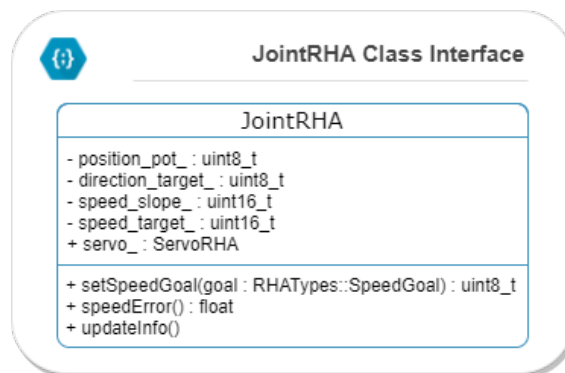 {:}
JointRHA Class Interface
JointRHA
- position_pot_ : uint8_t
- direction_target_ : uint8_t
- speed_slope_ : uint16_t
- speed_target_ : uint16_t
+ servo_ : ServoRHA
+ setSpeedGoal(goal : RHATypes::SpeedGoal) : uint8_t
+ speedError() : float
+ updateInfo()